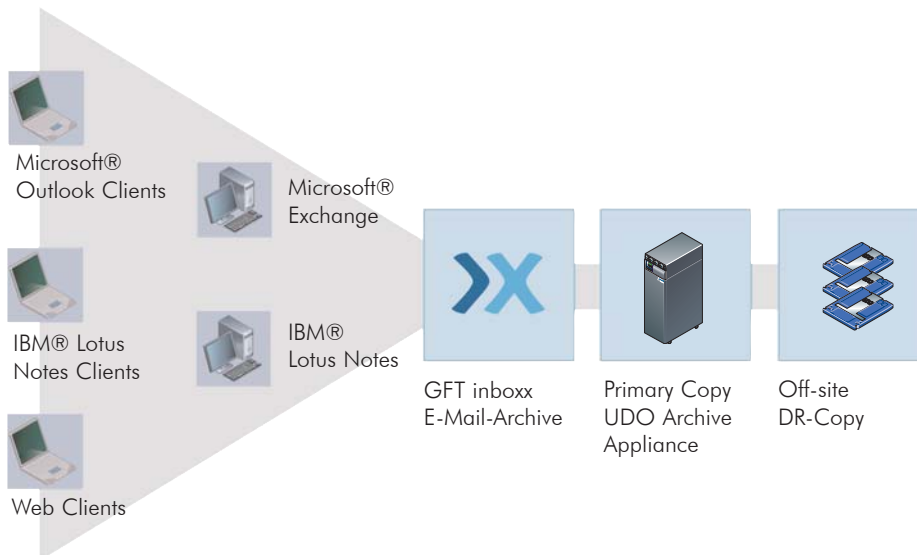 Microsoft®
Outlook Clients
Microsoft®
Exchange
IBM® Lotus
Notes Clients
IBM®
Lotus Notes
Web Clients
GFT inboxx
E-Mail-Archive
Primary Copy
UDO Archive
Appliance
Off-site
DR-Copy